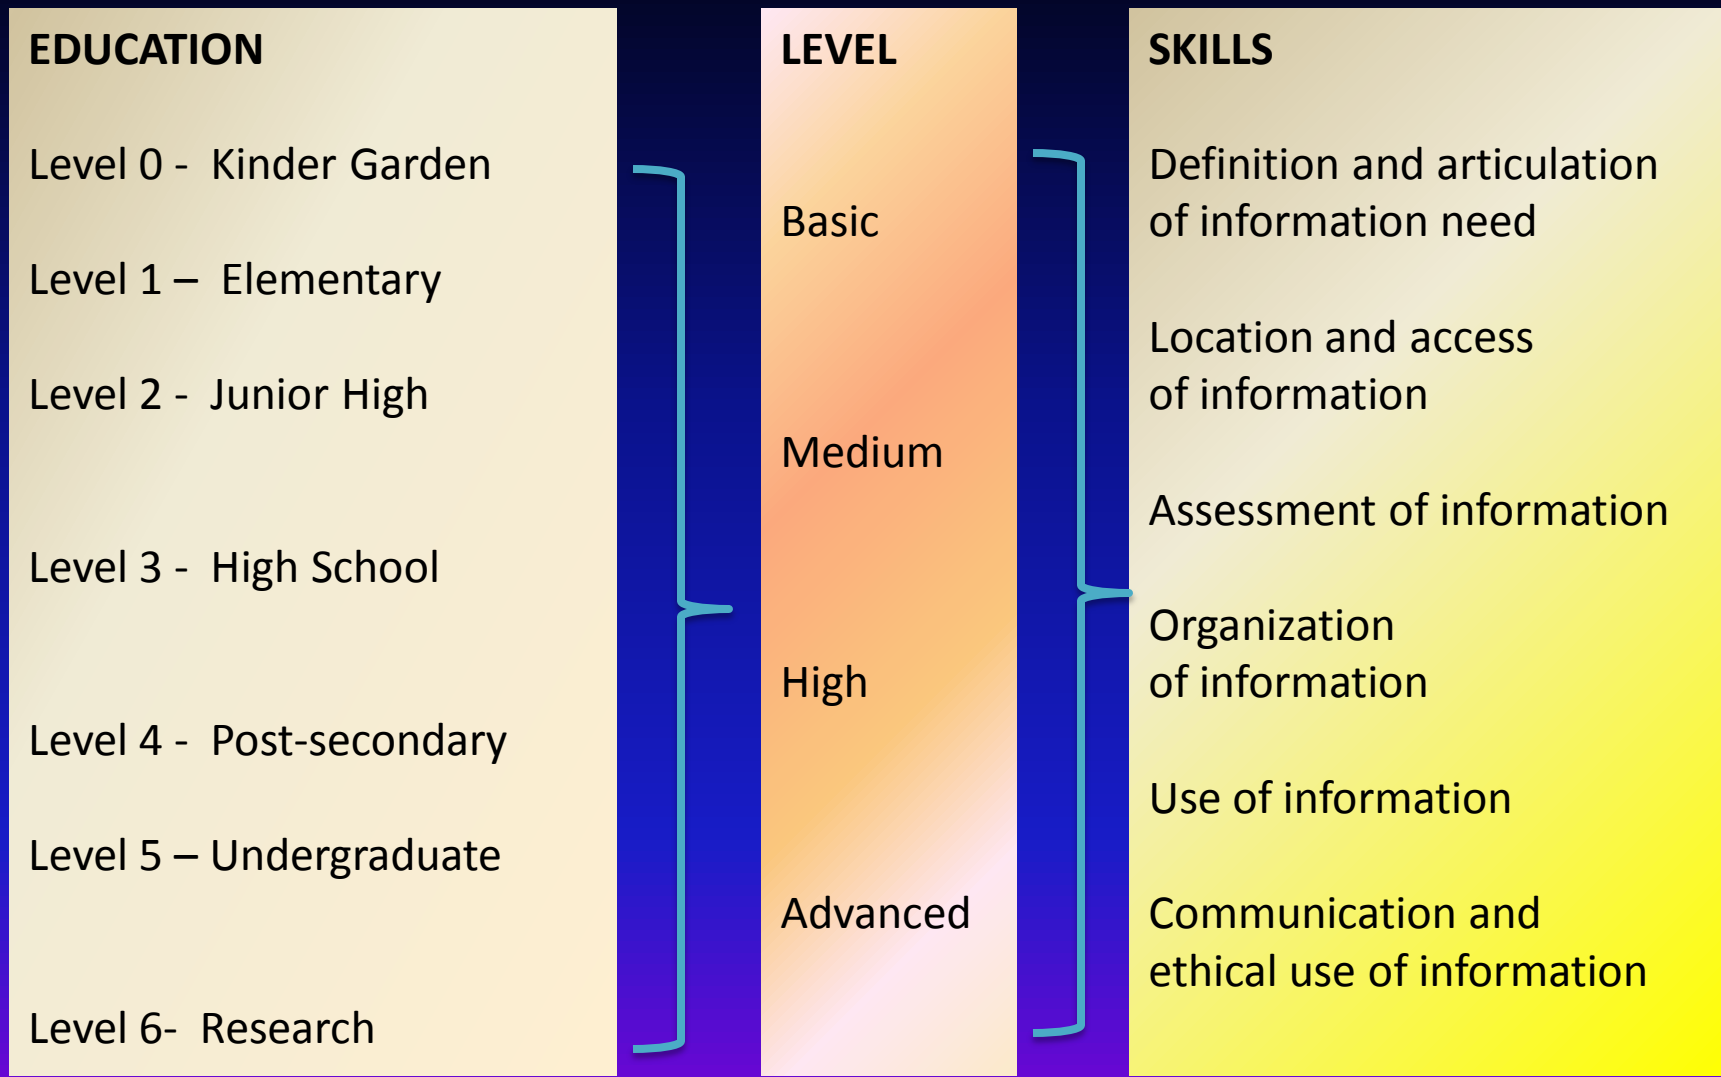 EDUCATION
Level 0 -  Kinder Garden
Level 1 –  Elementary
Level 2 -  Junior High
Level 3 -  High School
Level 4 -  Post-secondary
Level 5 – Undergraduate
Level 6-  Research
LEVEL
Basic
Medium
High
Advanced
SKILLS
Definition and articulation
of information need
Location and access
of information
Assessment of information
Organization
of information
Use of information
Communication and
ethical use of information